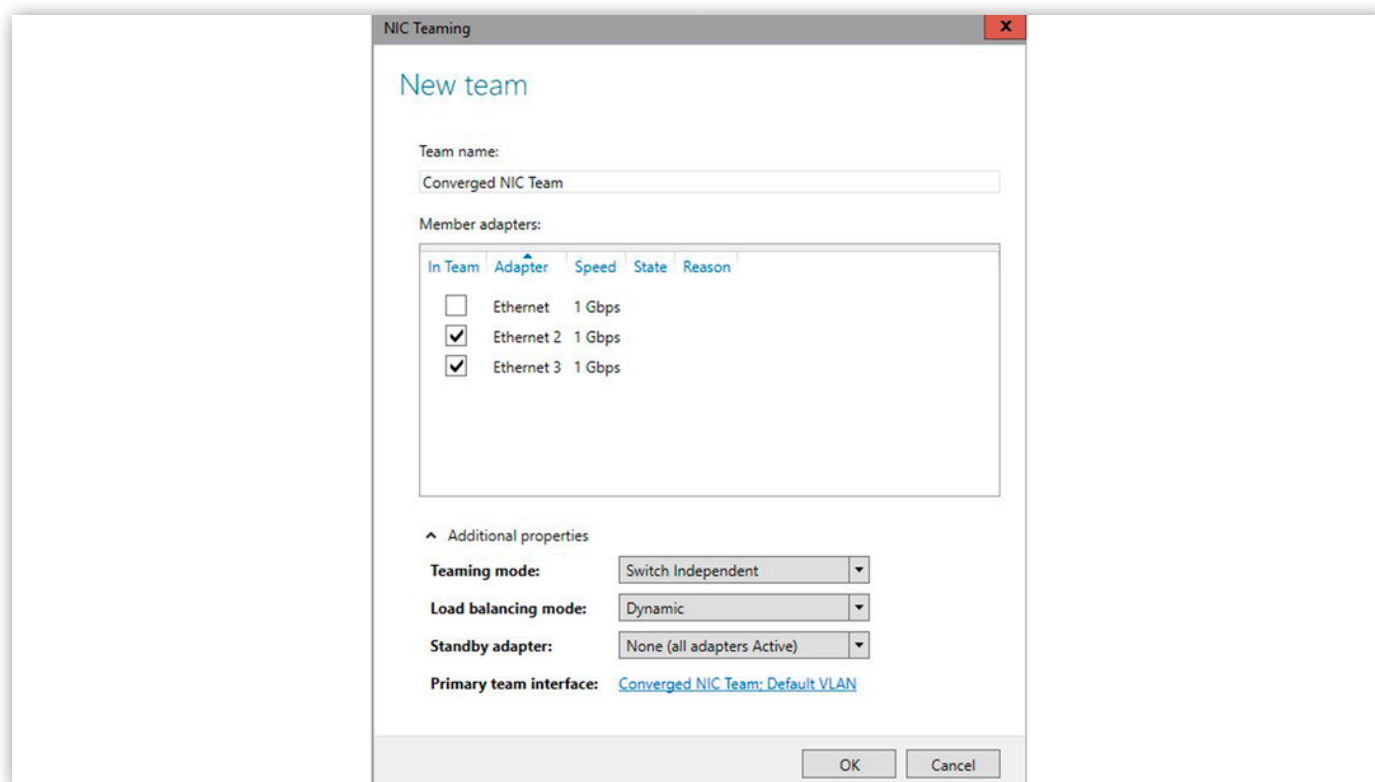 NIC Teaming
New team
Team name:
Converged NIC Team
Member adapters:
In Team Adapter Speed State Reason
Ethernet 1 Gbps
Ethernet 2 1 Gbps
Ethernet 3 1 Gbps
Additional properties
Teaming mode: Switch Independent
Load balancing mode: Dynamic
Standby adapter: None (all adapters Active)
Primary team interface: Converged NIC Team; Default VLAN
OK Cancel